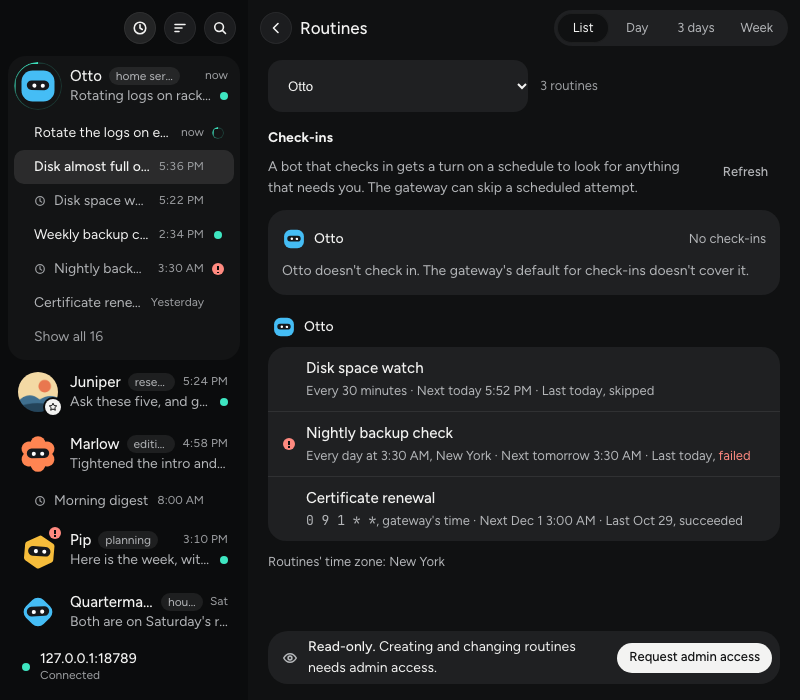 Otto home ser... now
Rotating logs on rack...
Rotate the logs on e... now
Disk almost full o... 5:36 PM
Disk space w... 5:22 PM
Weekly backup c... 2:34 PM
Nightly back... 3:30 AM
Certificate rene... Yesterday
Show all 16
Juniper rese... 5:24 PM
Ask these five, and g...
Marlow editi... 4:58 PM
Tightened the intro and...
Morning digest 8:00 AM
Pip planning 3:10 PM
Here is the week, wit...
Quarterma... hou... Sat
Both are on Saturday's r...
127.0.0.1:18789
Connected
Routines
List Day 3 days Week
Otto 3 routines
Check-ins
A bot that checks in gets a turn on a schedule to look for anything
that needs you. The gateway can skip a scheduled attempt.
Refresh
Otto No check-ins
Otto doesn't check in. The gateway's default for check-ins doesn't cover it.
Otto
Disk space watch
Every 30 minutes · Next today 5:52 PM · Last today, skipped
Nightly backup check
Every day at 3:30 AM, New York · Next tomorrow 3:30 AM · Last today, failed
Certificate renewal
0 9 1 * *, gateway's time · Next Dec 1 3:00 AM · Last Oct 29, succeeded
Routines' time zone: New York
Read-only. Creating and changing routines
needs admin access.
Request admin access